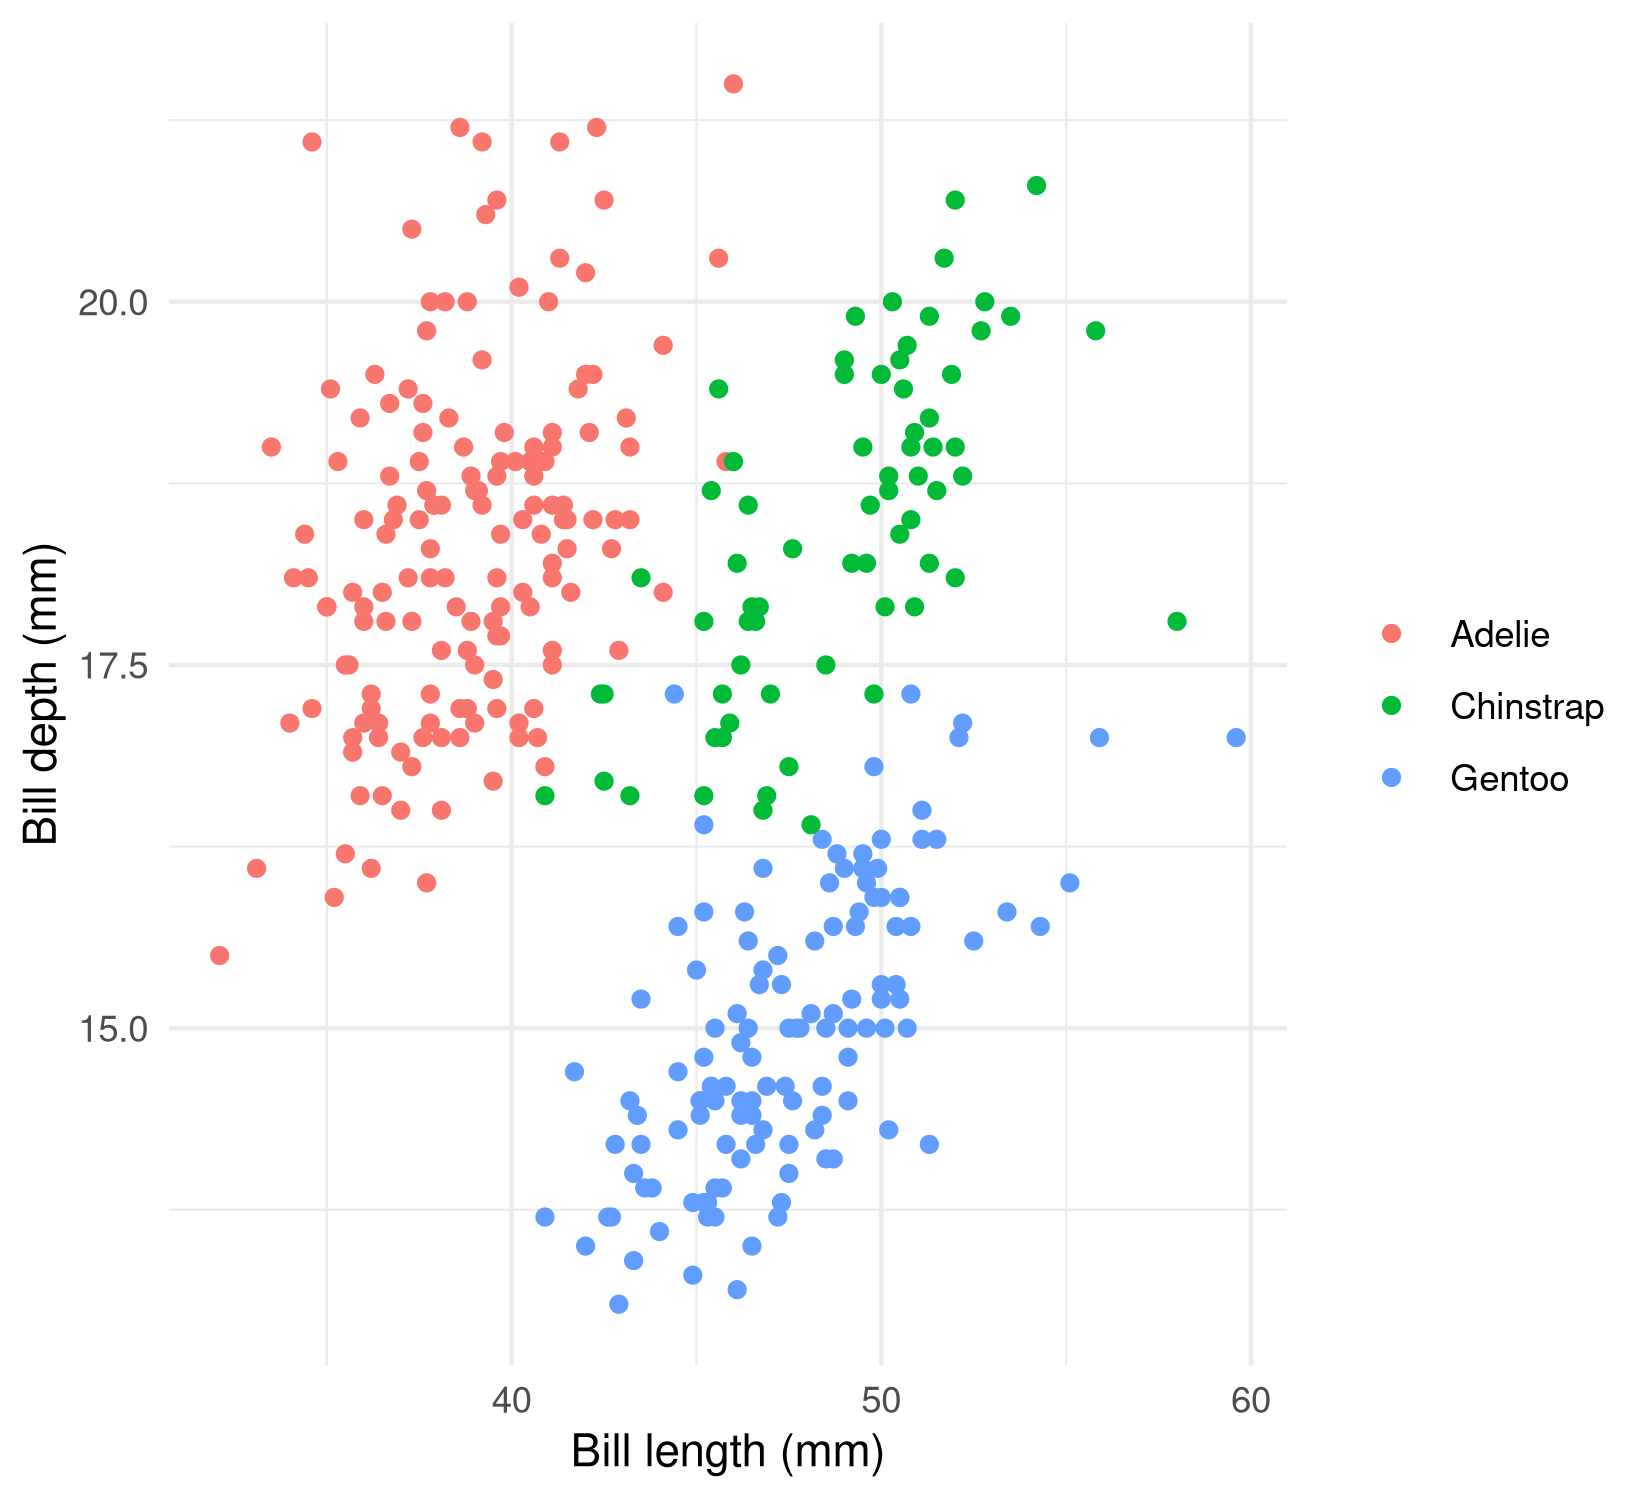 Bill depth (mm)
20.0
17.5
15.0
40 50 60
Bill length (mm)
Adelie
Chinstrap
Gentoo